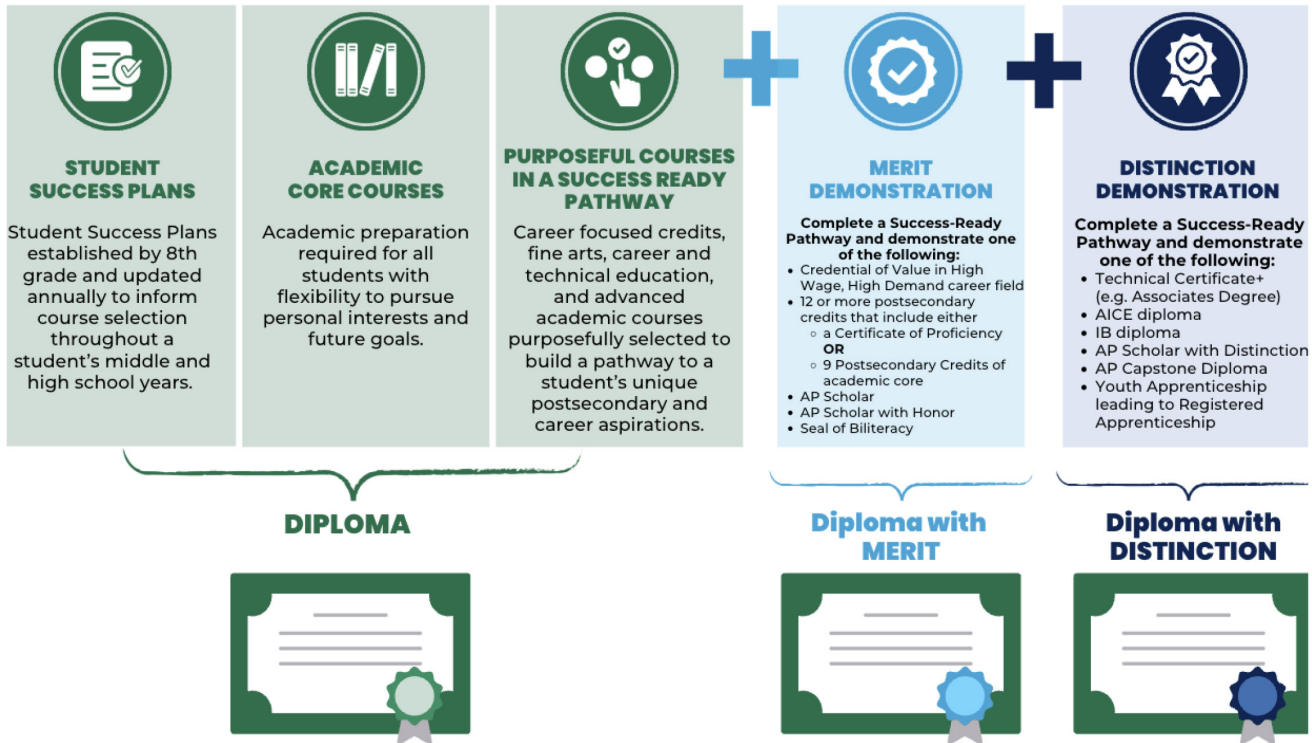 STUDENT
SUCCESS PLANS
Student Success Plans
established by 8th
grade and updated
annually to inform
course selection
throughout a
student’s middle and
high school years.
ACADEMIC
CORE COURSES
Academic preparation
required for all
students with
flexibility to pursue
personal interests and
future goals.
PURPOSEFUL COURSES
IN A SUCCESS READY
PATHWAY
Career focused credits,
fine arts, career and
technical education,
and advanced
academic courses
purposefully selected to
build a pathway to a
student’s unique
postsecondary and
career aspirations.
MERIT
DEMONSTRATION
Complete a Success-Ready
Pathway and demonstrate one
of the following:
• Credential of Value in High
Wage, High Demand career field
• 12 or more postsecondary
credits that include either
◦ a Certificate of Proficiency
OR
◦ 9 Postsecondary Credits of
academic core
• AP Scholar
• AP Scholar with Honor
• Seal of Biliteracy
DISTINCTION
DEMONSTRATION
Complete a Success-Ready
Pathway and demonstrate
one of the following:
• Technical Certificate+
(e.g. Associates Degree)
• AICE diploma
• IB diploma
• AP Scholar with Distinction
• AP Capstone Diploma
• Youth Apprenticeship
leading to Registered
Apprenticeship
DIPLOMA
Diploma with
MERIT
Diploma with
DISTINCTION